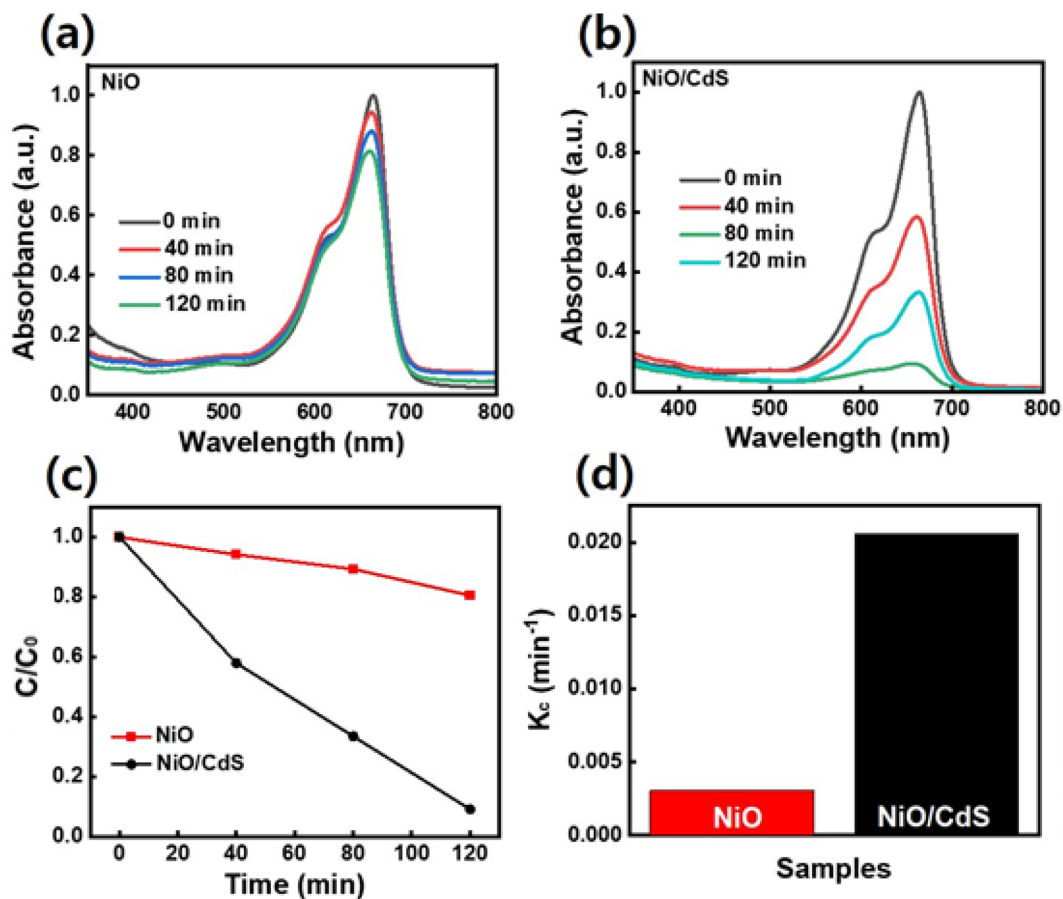 (a)
NiO
1.0
0.8
0.6
0.4
0.2
0.0
Absorbance (a.u.)
0 min
40 min
80 min
120 min
400 500 600 700 800
Wavelength (nm)
(b)
NiO/CdS
1.0
0.8
0.6
0.4
0.2
0.0
Absorbance (a.u.)
0 min
40 min
80 min
120 min
400 500 600 700 800
Wavelength (nm)
(c)
1.0
0.8
0.6
0.4
0.2
0.0
C/C₀
NiO
NiO/CdS
0 20 40 60 80 100 120
Time (min)
(d)
0.020
0.015
0.010
0.005
0.000
K꜀ (min⁻¹)
NiO
NiO/CdS
Samples